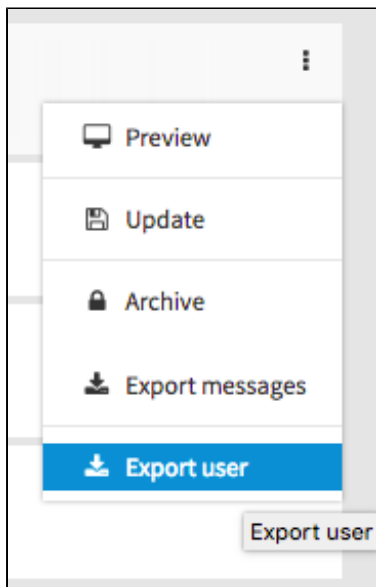 Preview
Update
Archive
Export messages
Export user
Export user